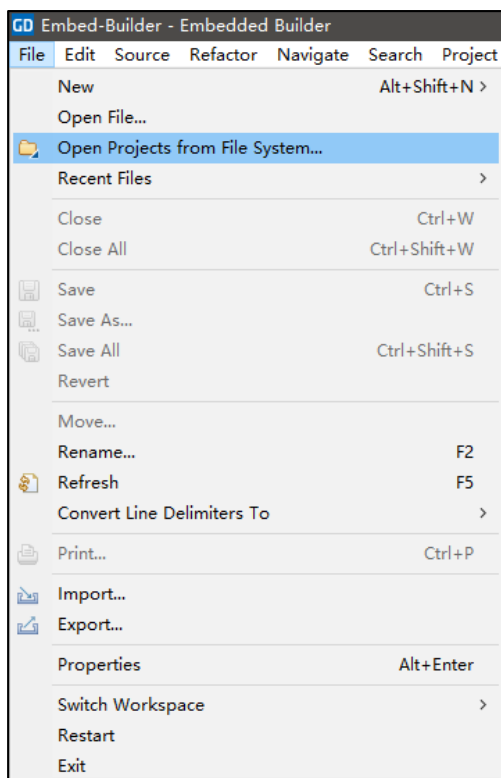 GD Embed-Builder - Embedded Builder
File Edit Source Refactor Navigate Search Project
New Alt+Shift+N >
Open File...
Open Projects from File System...
Recent Files >
Close Ctrl+W
Close All Ctrl+Shift+W
Save Ctrl+S
Save As...
Save All Ctrl+Shift+S
Revert
Move...
Rename... F2
Refresh F5
Convert Line Delimiters To >
Print... Ctrl+P
Import...
Export...
Properties Alt+Enter
Switch Workspace >
Restart
Exit